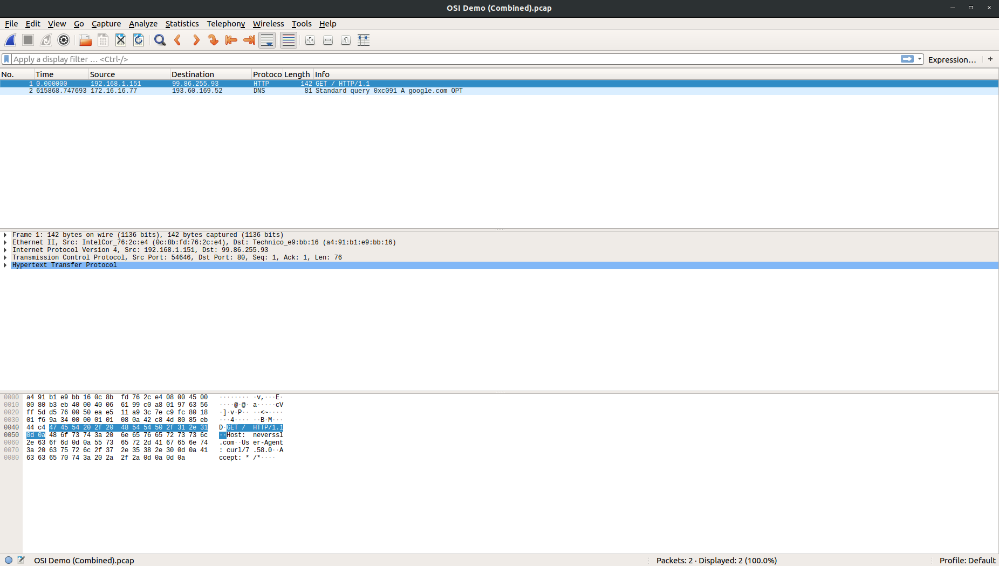 OSI Demo (Combined).pcap
File Edit View Go Capture Analyze Statistics Telephony Wireless Tools Help
Apply a display filter … <Ctrl-/> Expression… +
No. Time Source Destination Protoco Length Info
1 0.000000 192.168.1.151 99.86.255.93 HTTP 142 GET / HTTP/1.1
2 615868.747693 172.16.16.77 193.60.169.52 DNS 81 Standard query 0xc091 A google.com OPT
Frame 1: 142 bytes on wire (1136 bits), 142 bytes captured (1136 bits)
Ethernet II, Src: IntelCor_76:2c:e4 (0c:8b:fd:76:2c:e4), Dst: Technico_e9:bb:16 (a4:91:b1:e9:bb:16)
Internet Protocol Version 4, Src: 192.168.1.151, Dst: 99.86.255.93
Transmission Control Protocol, Src Port: 54646, Dst Port: 80, Seq: 1, Ack: 1, Len: 76
Hypertext Transfer Protocol
0000 a4 91 b1 e9 bb 16 0c 8b fd 76 2c e4 08 00 45 00 ········ ·v,···E·
0010 00 80 b3 eb 40 00 40 06 61 99 c0 a8 01 97 63 56 ····@·@· a·····cV
0020 ff 5d d5 76 00 50 ea e5 11 a9 3c 7e c9 fc 80 18 ·]·v·P·· ··<~····
0030 01 f6 9a 34 00 00 01 01 08 0a 42 c8 4d 80 85 eb ···4···· ··B·M···
0040 44 c4 47 45 54 20 2f 20 48 54 54 50 2f 31 2e 31 D·GET / HTTP/1.1
0050 0d 0a 48 6f 73 74 3a 20 6e 65 76 65 72 73 73 6c ··Host: neverssl
0060 2e 63 6f 6d 0d 0a 55 73 65 72 2d 41 67 65 6e 74 .com··Us er-Agent
0070 3a 20 63 75 72 6c 2f 37 2e 35 38 2e 30 0d 0a 41 : curl/7 .58.0··A
0080 63 63 65 70 74 3a 20 2a 2f 2a 0d 0a 0d 0a ccept: * /*····
OSI Demo (Combined).pcap Packets: 2 · Displayed: 2 (100.0%) Profile: Default